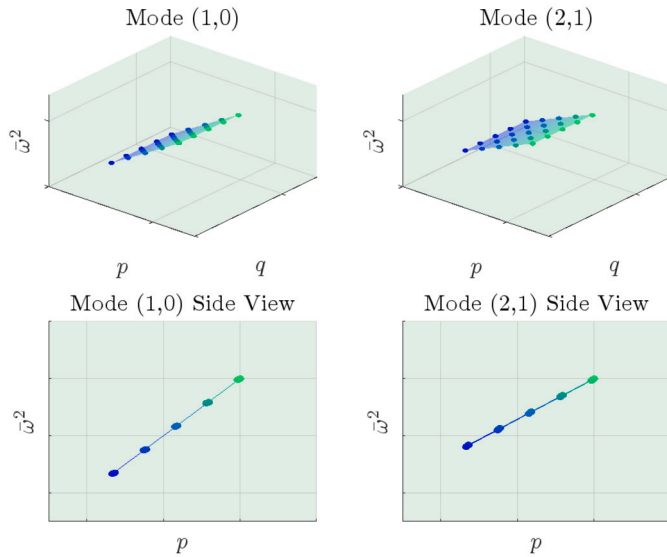 Mode (1,0)
Mode (2,1)
ω̄²
p
q
ω̄²
p
q
Mode (1,0) Side View
Mode (2,1) Side View
ω̄²
p
ω̄²
p